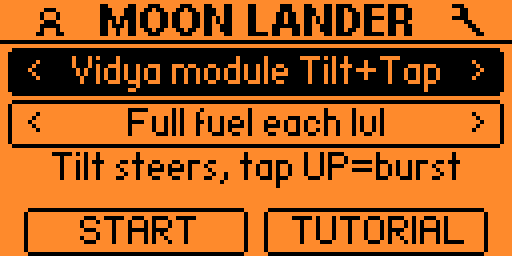 MOON LANDER
< Vidya module Tilt+Tap >
< Full fuel each lvl >
Tilt steers, tap UP=burst
START TUTORIAL